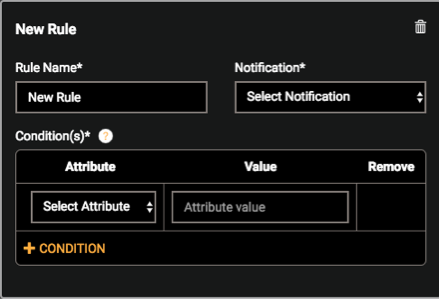 New Rule
Rule Name* Notification*
New Rule Select Notification
Condition(s)* ?
Attribute Value Remove
Select Attribute Attribute value
+ CONDITION